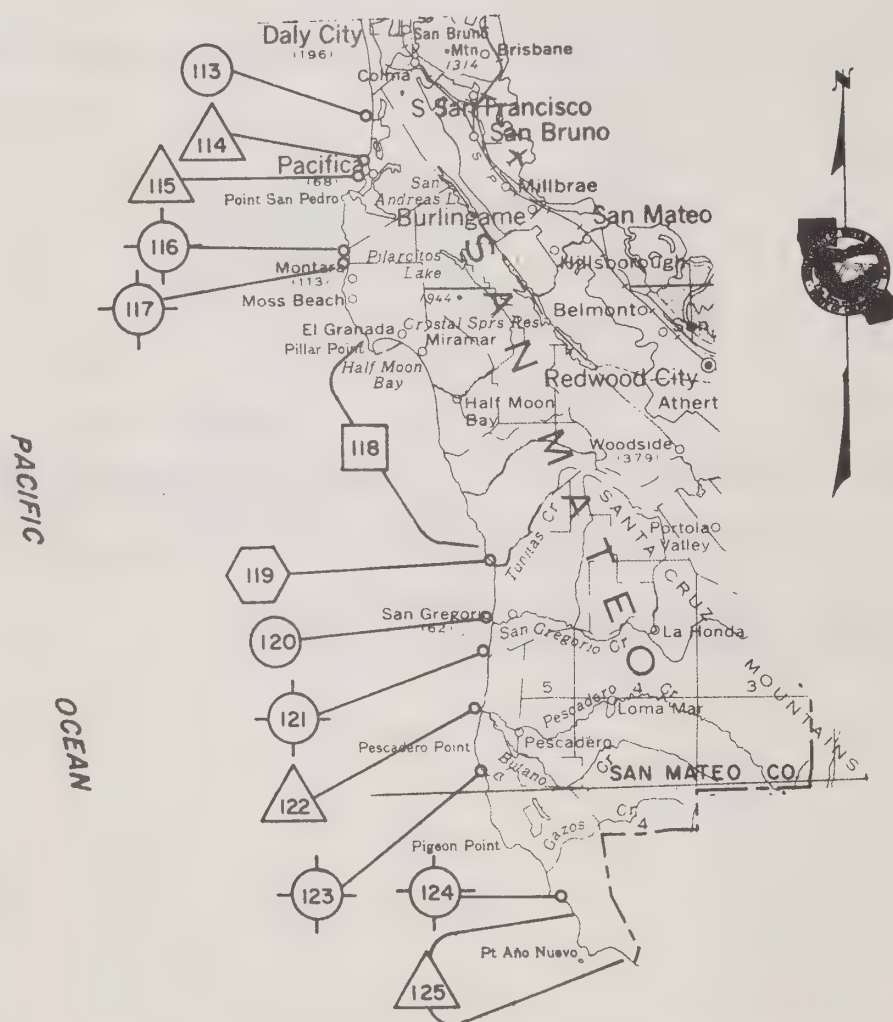 Daly City
(196)
San Bruno
Mtn
1314
Brisbane
Colma
113
S San Francisco
San Bruno
114
Pacifica
(68)
115
San
Andreas L
Millbrae
Point San Pedro
Burlingame
San Mateo
116
Pilarcitos
Lake
Hillsborough
Montara
(113)
117
Moss Beach
944
Belmont
San
El Granada
Crystal Sprs Res
Pillar Point
Miramar
Half Moon
Bay
Redwood City
Half Moon
Bay
Athert
118
Woodside
(379)
SAN MATEO
PACIFIC
OCEAN
Tunitas Cr
SANTA CRUZ MOUNTAINS
Portola
Valley
119
San Gregorio
(62)
120
San Gregorio Cr
La Honda
121
5
4
3
Pescadero Cr
Loma Mar
Pescadero Point
Pescadero
122
Butano Cr
SAN MATEO CO
Gazos Cr
4
Pigeon Point
123
124
Pt Año Nuevo
125
N